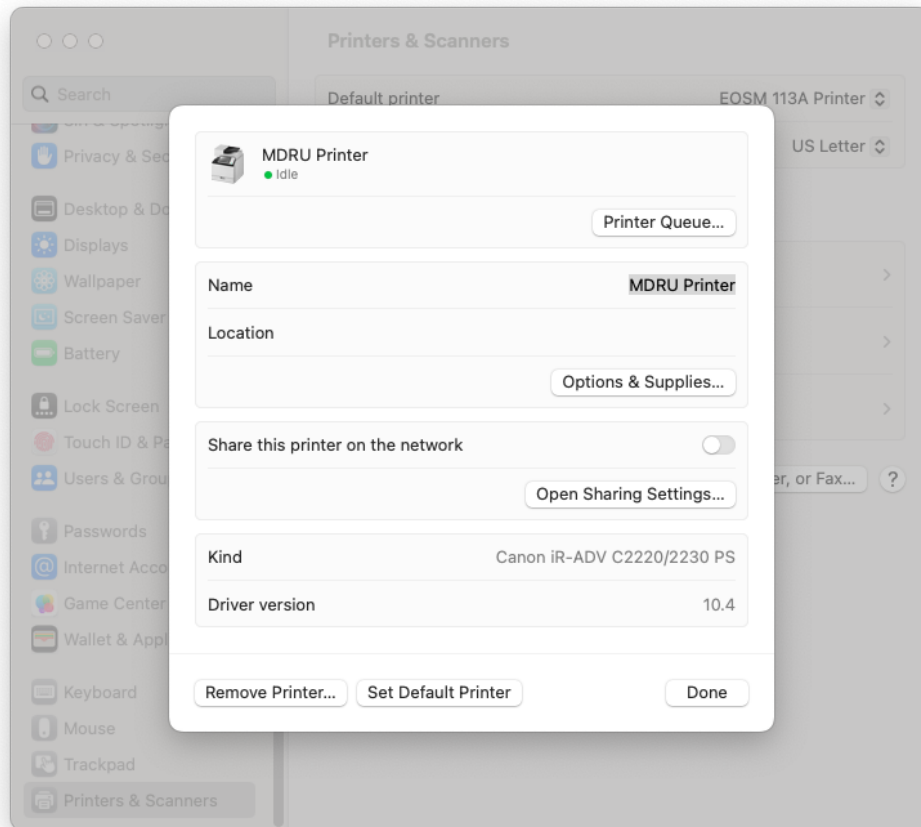 Printers & Scanners
Search
Default printer
EOSM 113A Printer
US Letter
Privacy & Sec
Desktop & Do
Displays
Wallpaper
Screen Saver
Battery
Lock Screen
Touch ID & Pa
Users & Grou
Passwords
Internet Acco
Game Center
Wallet & Appl
Keyboard
Mouse
Trackpad
Printers & Scanners
er, or Fax...
?
MDRU Printer
Idle
Printer Queue...
Name
MDRU Printer
Location
Options & Supplies...
Share this printer on the network
Open Sharing Settings...
Kind
Canon iR-ADV C2220/2230 PS
Driver version
10.4
Remove Printer...
Set Default Printer
Done